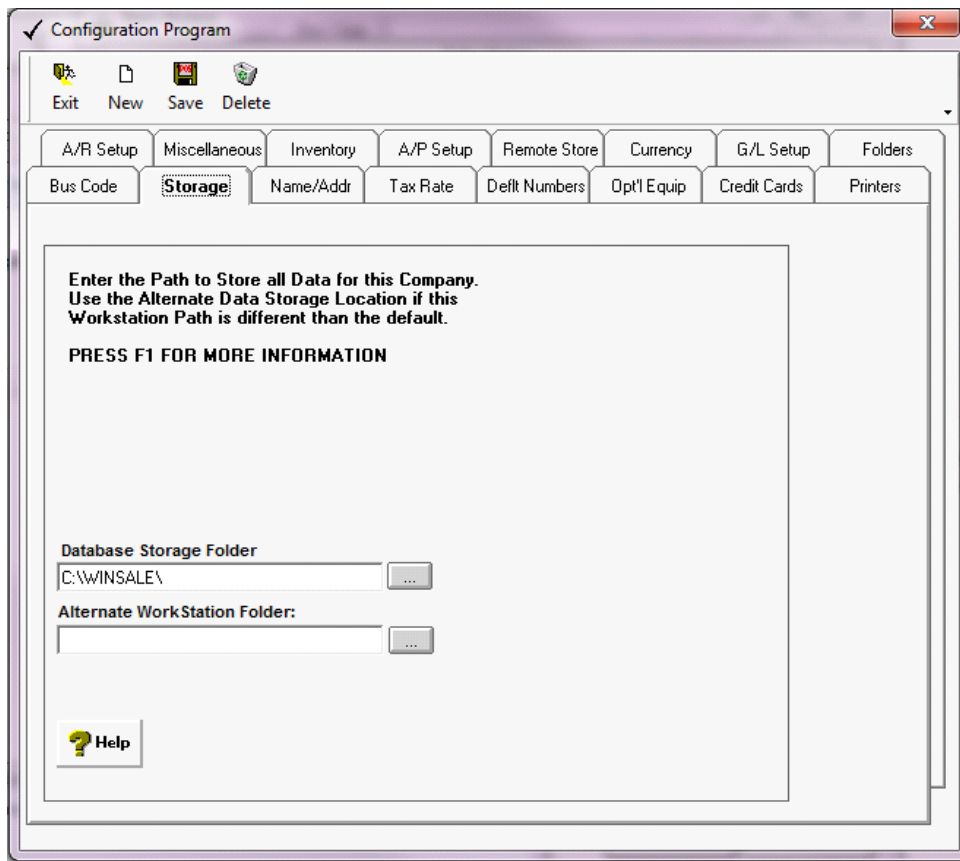 Configuration Program
Exit New Save Delete
A/R Setup Miscellaneous Inventory A/P Setup Remote Store Currency G/L Setup Folders
Bus Code Storage Name/Addr Tax Rate Deflt Numbers Opt'l Equip Credit Cards Printers
Enter the Path to Store all Data for this Company.
Use the Alternate Data Storage Location if this
Workstation Path is different than the default.
PRESS F1 FOR MORE INFORMATION
Database Storage Folder
C:\WINSALE\ ...
Alternate WorkStation Folder:
...
Help